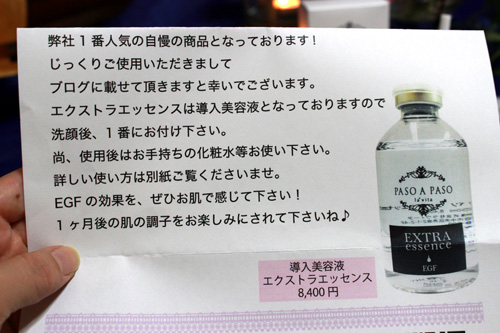 弊社1番人気の自慢の商品となっております！
じっくりご使用いただきまして
ブログに載せて頂きますと幸いでございます。
エクストラエッセンスは導入美容液となっておりますので
洗顔後、1番にお付け下さい。
尚、使用後はお手持ちの化粧水等お使い下さい。
詳しい使い方は別紙ご覧くださいませ。
EGFの効果を、ぜひお肌で感じて下さい！
1ヶ月後の肌の調子をお楽しみにされて下さいね♪
PASO A PASO
la vita
EXTRA
essence
EGF
導入美容液
エクストラエッセンス
8,400円